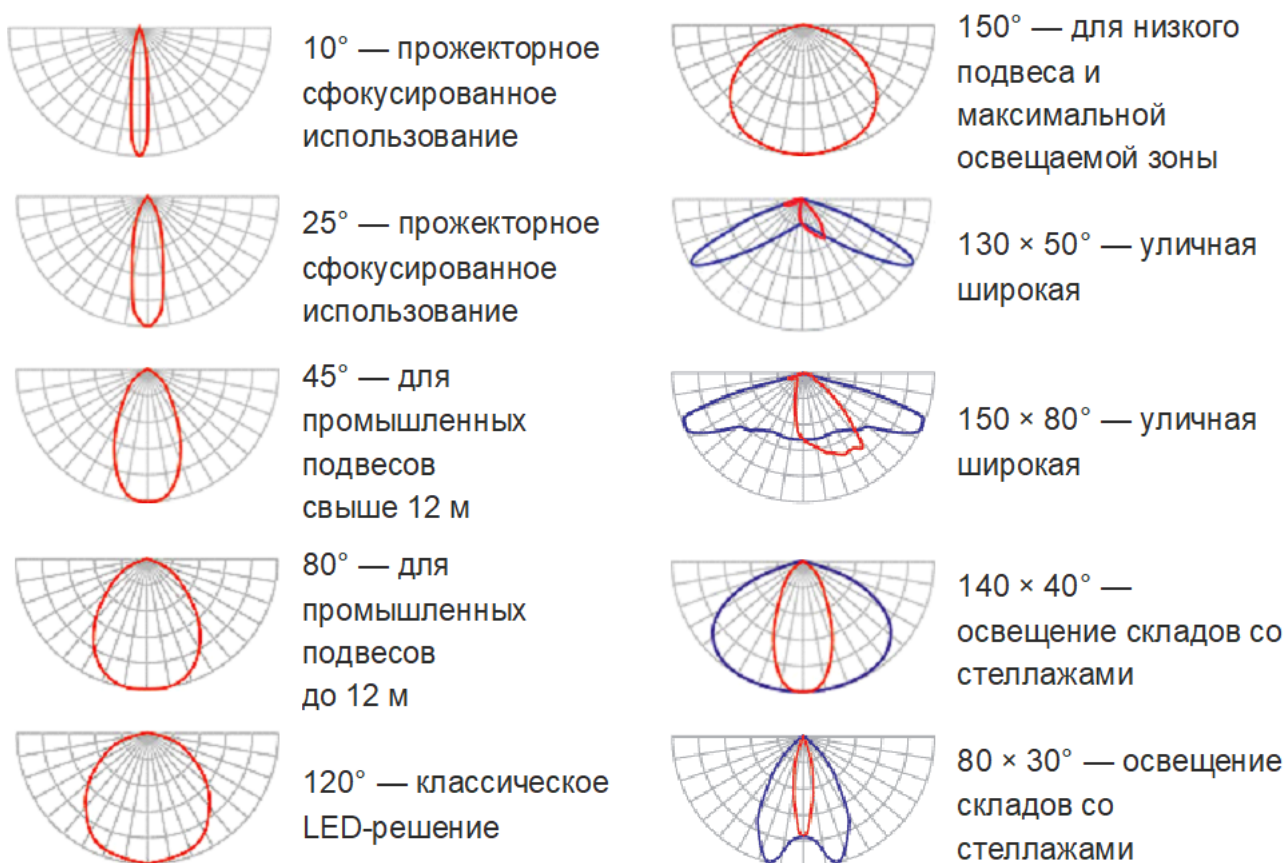 10° — прожекторное
сфокусированное
использование
25° — прожекторное
сфокусированное
использование
45° — для
промышленных
подвесов
свыше 12 м
80° — для
промышленных
подвесов
до 12 м
120° — классическое
LED-решение
150° — для низкого
подвеса и
максимальной
освещаемой зоны
130 × 50° — уличная
широкая
150 × 80° — уличная
широкая
140 × 40° —
освещение складов со
стеллажами
80 × 30° — освещение
складов со
стеллажами